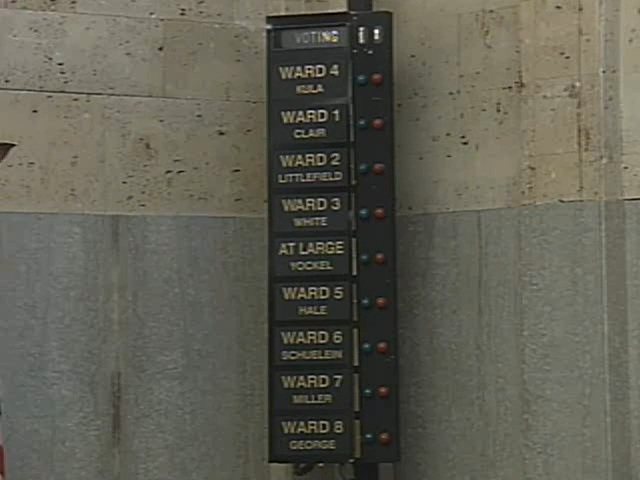 VOTING
WARD 4
KULA
WARD 1
CLAIR
WARD 2
LITTLEFIELD
WARD 3
WHITE
AT LARGE
YOCKEL
WARD 5
HALE
WARD 6
SCHUELEIN
WARD 7
MILLER
WARD 8
GEORGE